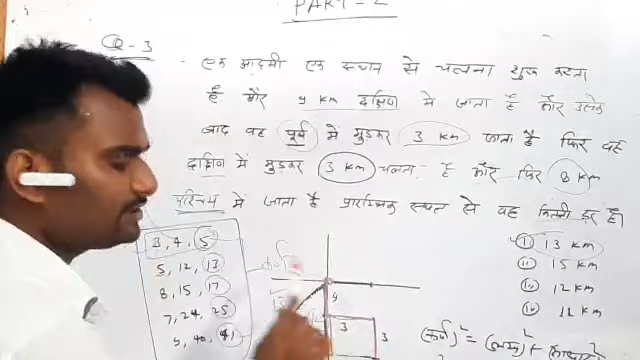 PART-2
Q-3
एक आदमी एक स्थान से चलना शुरू करता
है और 9 km दक्षिण में जाता है और उसके
बाद वह पूर्व में मुड़कर 3 km जाता है फिर वह
दक्षिण में मुड़कर 3 km चलता है और फिर 8 km
पश्चिम में जाता है प्रारम्भिक स्थल से वह कितनी दूर है।
3, 4, 5
5, 12, 13
8, 15, 17
7, 24, 25
9, 40, 41
कर्ण
9
3
3
(i) 13 km
(ii) 15 km
12 km
(iv) 11 km
(कर्ण)² = (लम्ब)² +